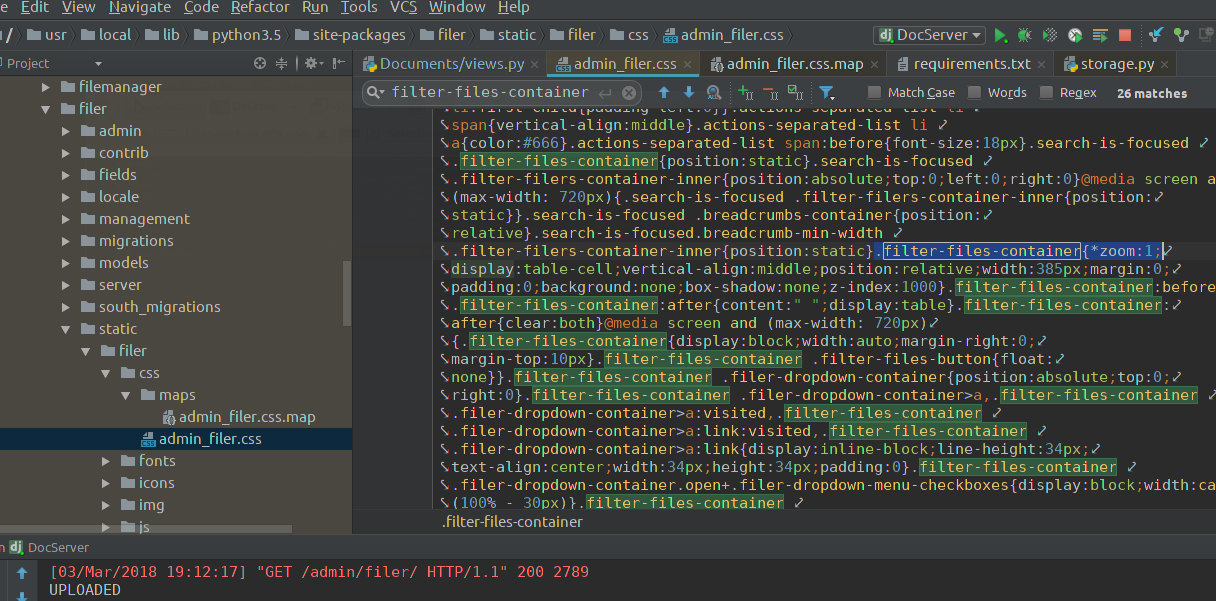 e Edit View Navigate Code Refactor Run Tools VCS Window Help
/ usr local lib python3.5 site-packages filer static filer css admin_filer.css DocServer
Project
Documents/views.py admin_filer.css admin_filer.css.map requirements.txt storage.py
filter-files-container Match Case Words Regex 26 matches
filemanager
filer
admin
contrib
fields
locale
management
migrations
models
server
south_migrations
static
filer
css
maps
admin_filer.css.map
admin_filer.css
fonts
icons
img
js
li:first-child{padding-left:0}.actions-separated-list li
span{vertical-align:middle}.actions-separated-list li
a{color:#666}.actions-separated-list span:before{font-size:18px}.search-is-focused
.filter-files-container{position:static}.search-is-focused
.filter-filers-container-inner{position:absolute;top:0;left:0;right:0}@media screen a
(max-width: 720px){.search-is-focused .filter-filers-container-inner{position:
static}}.search-is-focused .breadcrumbs-container{position:
relative}.search-is-focused.breadcrumb-min-width
.filter-filers-container-inner{position:static}.filter-files-container{*zoom:1;
display:table-cell;vertical-align:middle;position:relative;width:385px;margin:0;
padding:0;background:none;box-shadow:none;z-index:1000}.filter-files-container:before
.filter-files-container:after{content:" ";display:table}.filter-files-container:
after{clear:both}@media screen and (max-width: 720px)
{.filter-files-container{display:block;width:auto;margin-right:0;
margin-top:10px}.filter-files-container .filter-files-button{float:
none}}.filter-files-container .filer-dropdown-container{position:absolute;top:0;
right:0}.filter-files-container .filer-dropdown-container>a,.filter-files-container
.filer-dropdown-container>a:visited,.filter-files-container
.filer-dropdown-container>a:link:visited,.filter-files-container
.filer-dropdown-container>a:link{display:inline-block;line-height:34px;
text-align:center;width:34px;height:34px;padding:0}.filter-files-container
.filer-dropdown-container.open+.filer-dropdown-menu-checkboxes{display:block;width:ca
(100% - 30px)}.filter-files-container
.filter-files-container
n DocServer
[03/Mar/2018 19:12:17] "GET /admin/filer/ HTTP/1.1" 200 2789
UPLOADED